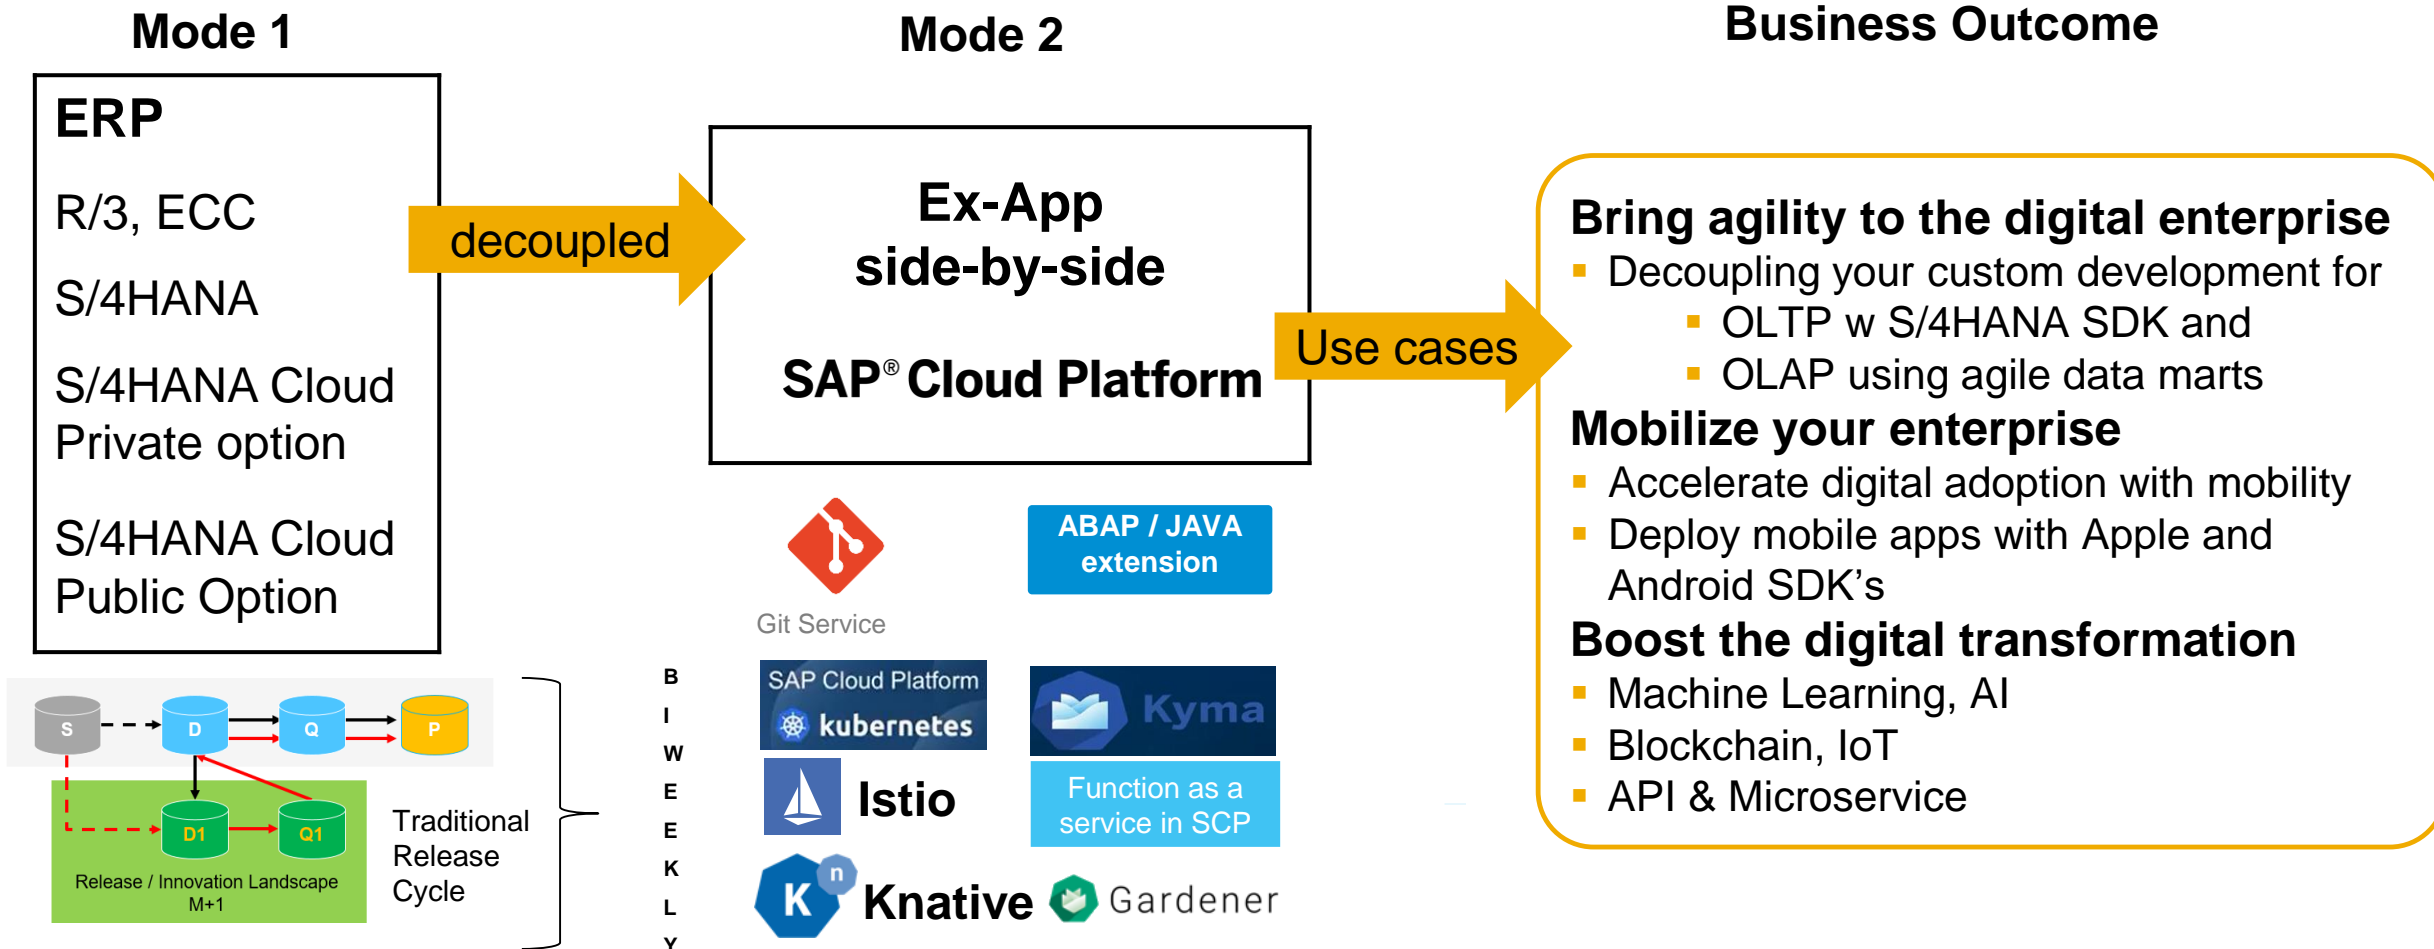 Mode 1
ERP
R/3, ECC
S/4HANA
S/4HANA Cloud
Private option
S/4HANA Cloud
Public Option
decoupled
S
D
Q
P
D1
Q1
Release / Innovation Landscape
M+1
Traditional
Release
Cycle
B
I
W
E
E
K
L
Y
Mode 2
Ex-App
side-by-side
SAP® Cloud Platform
Use cases
Git Service
ABAP / JAVA
extension
SAP Cloud Platform
kubernetes
Kyma
Istio
Function as a
service in SCP
K
n
Knative
Gardener
Business Outcome
Bring agility to the digital enterprise
▪ Decoupling your custom development for
▪ OLTP w S/4HANA SDK and
▪ OLAP using agile data marts
Mobilize your enterprise
▪ Accelerate digital adoption with mobility
▪ Deploy mobile apps with Apple and
Android SDK’s
Boost the digital transformation
▪ Machine Learning, AI
▪ Blockchain, IoT
▪ API & Microservice